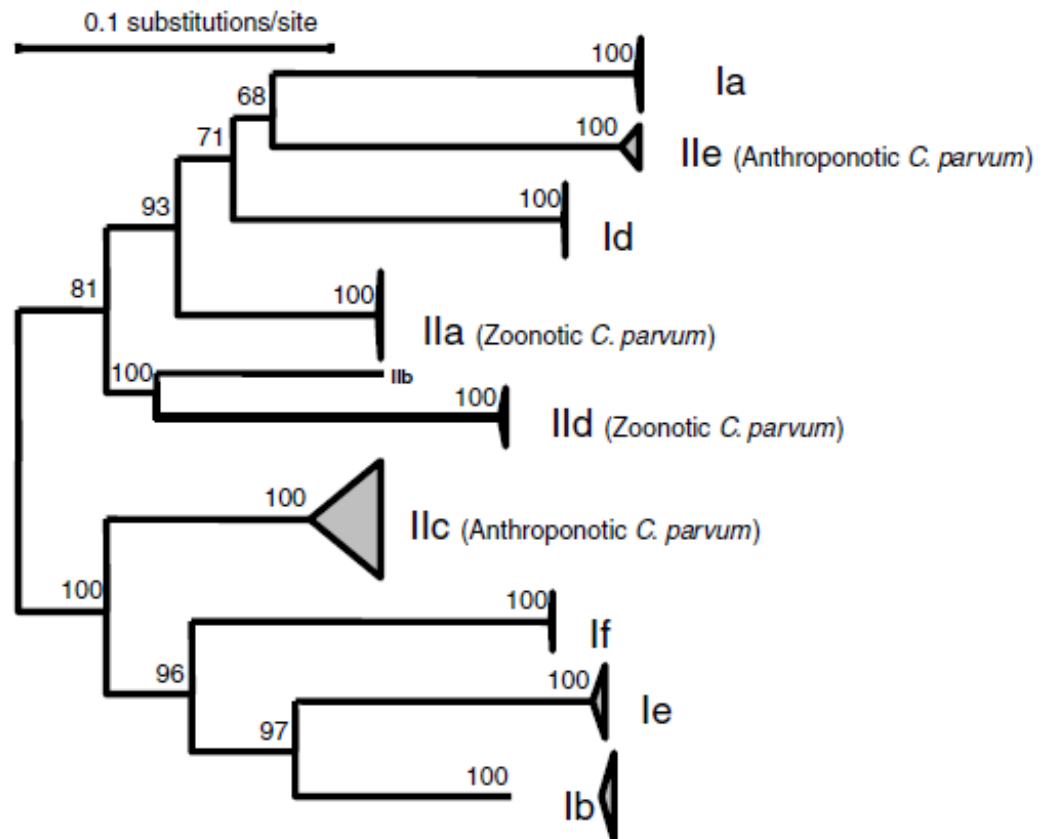 0.1 substitutions/site
100
Ia
68
100
IIe (Anthroponotic C. parvum)
71
100
Id
93
100
IIa (Zoonotic C. parvum)
81
100
IIb
100
IId (Zoonotic C. parvum)
100
IIc (Anthroponotic C. parvum)
100
100
If
96
100
Ie
97
100
Ib